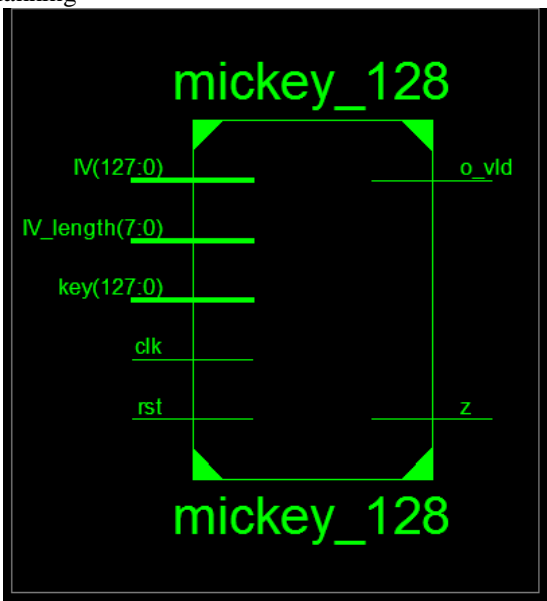 mickey_128
IV(127:0)
o_vld
IV_length(7:0)
key(127:0)
clk
rst
z
mickey_128